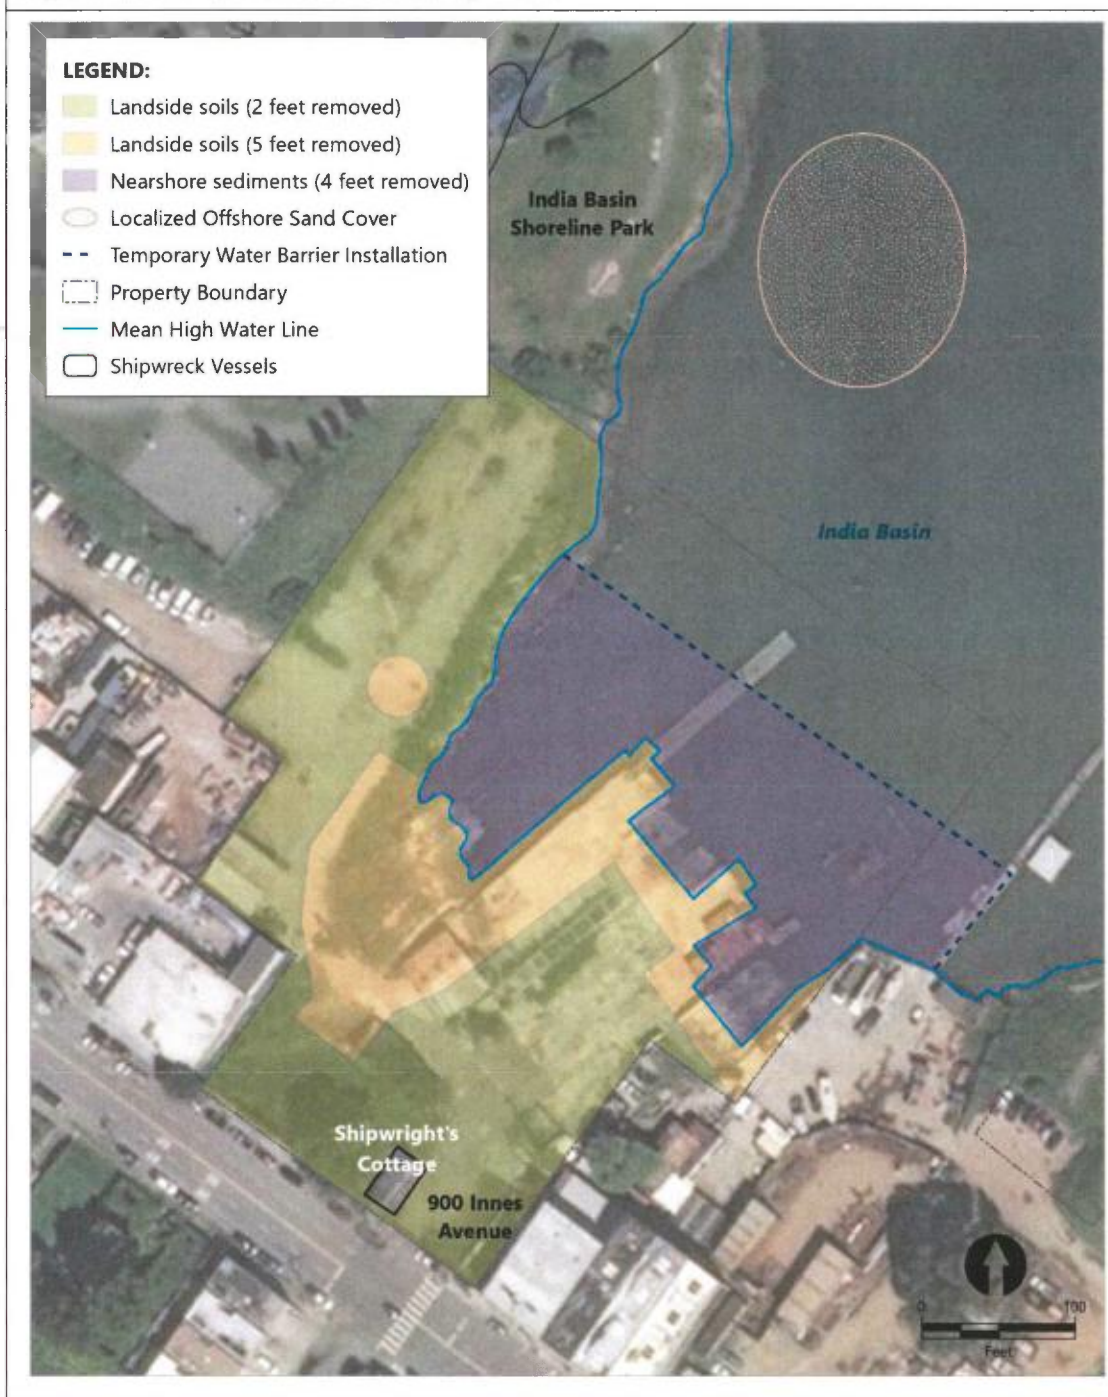 LEGEND:
Landside soils (2 feet removed)
Landside soils (5 feet removed)
Nearshore sediments (4 feet removed)
Localized Offshore Sand Cover
Temporary Water Barrier Installation
Property Boundary
Mean High Water Line
Shipwreck Vessels
India Basin
Shoreline Park
India Basin
Shipwright's
Cottage
900 Innes
Avenue
0 100
Feet